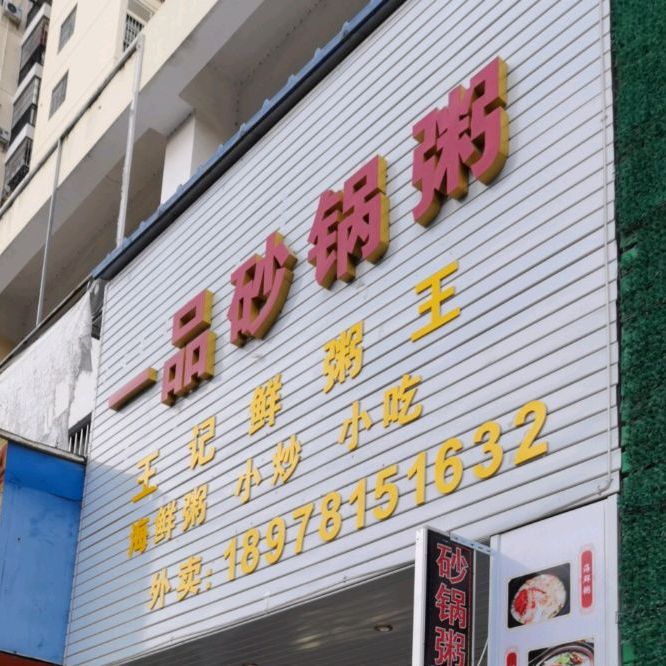 一品砂锅粥
王记鲜粥王
海鲜粥 小炒 小吃
外卖:18978151632
砂锅粥